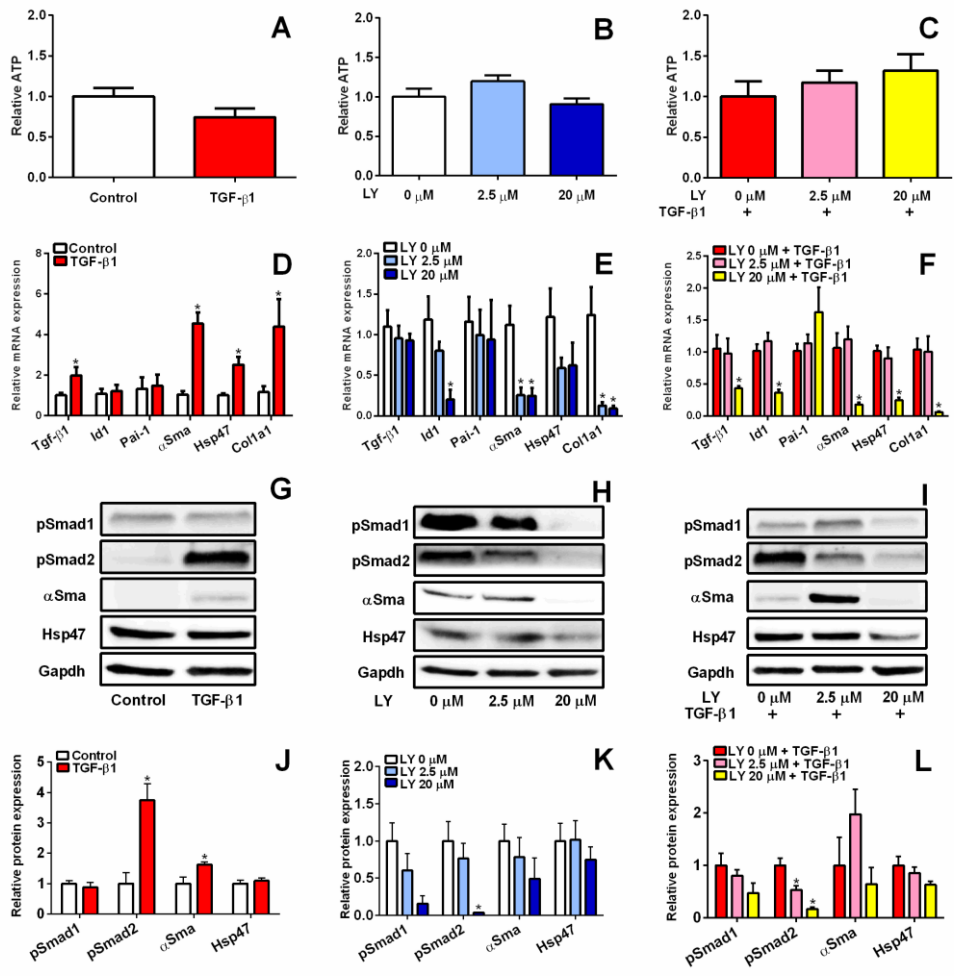 A
Relative ATP
2.0
1.5
1.0
0.5
0.0
Control TGF-β1
B
Relative ATP
2.0
1.5
1.0
0.5
0.0
LY 0 μM 2.5 μM 20 μM
C
Relative ATP
2.0
1.5
1.0
0.5
0.0
LY 0 μM 2.5 μM 20 μM
TGF-β1 + + +
D
Control
TGF-β1
Relative mRNA expression
8
6
4
2
0
* * * *
Tgf-β1 Id1 Pai-1 αSma Hsp47 Col1a1
E
LY 0 μM
LY 2.5 μM
LY 20 μM
Relative mRNA expression
2.0
1.5
1.0
0.5
0.0
* * * * *
Tgf-β1 Id1 Pai-1 αSma Hsp47 Col1a1
F
LY 0 μM + TGF-β1
LY 2.5 μM + TGF-β1
LY 20 μM + TGF-β1
Relative mRNA expression
2.5
2.0
1.5
1.0
0.5
0.0
* * * * *
Tgf-β1 Id1 Pai-1 αSma Hsp47 Col1a1
G
pSmad1
pSmad2
αSma
Hsp47
Gapdh
Control TGF-β1
H
pSmad1
pSmad2
αSma
Hsp47
Gapdh
LY 0 μM 2.5 μM 20 μM
I
pSmad1
pSmad2
αSma
Hsp47
Gapdh
LY 0 μM 2.5 μM 20 μM
TGF-β1 + + +
J
Control
TGF-β1
Relative protein expression
5
4
3
2
1
0
* *
pSmad1 pSmad2 αSma Hsp47
K
LY 0 μM
LY 2.5 μM
LY 20 μM
Relative protein expression
2.0
1.5
1.0
0.5
0.0
*
pSmad1 pSmad2 αSma Hsp47
L
LY 0 μM + TGF-β1
LY 2.5 μM + TGF-β1
LY 20 μM + TGF-β1
Relative protein expression
3
2
1
0
* *
pSmad1 pSmad2 αSma Hsp47